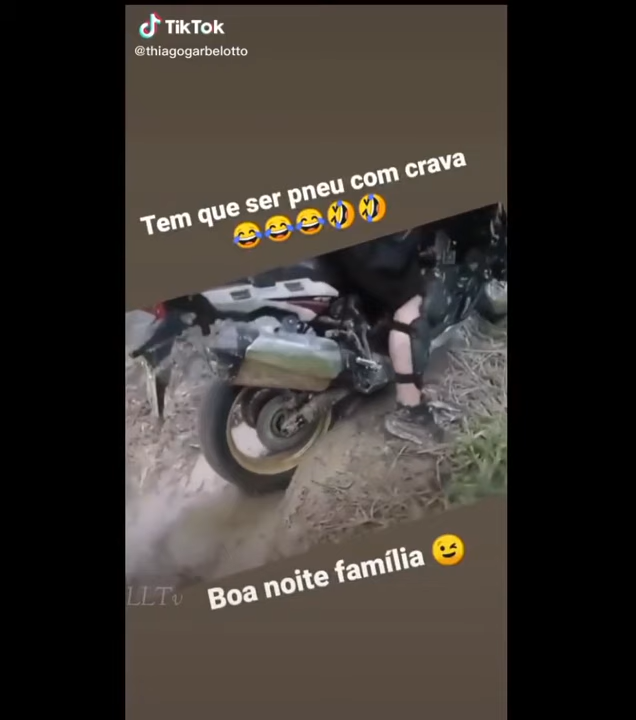 TikTok
@thiagogarbelotto
Tem que ser pneu com crava
😂😂😂🤣🤣
Boa noite família 😉
LLTv